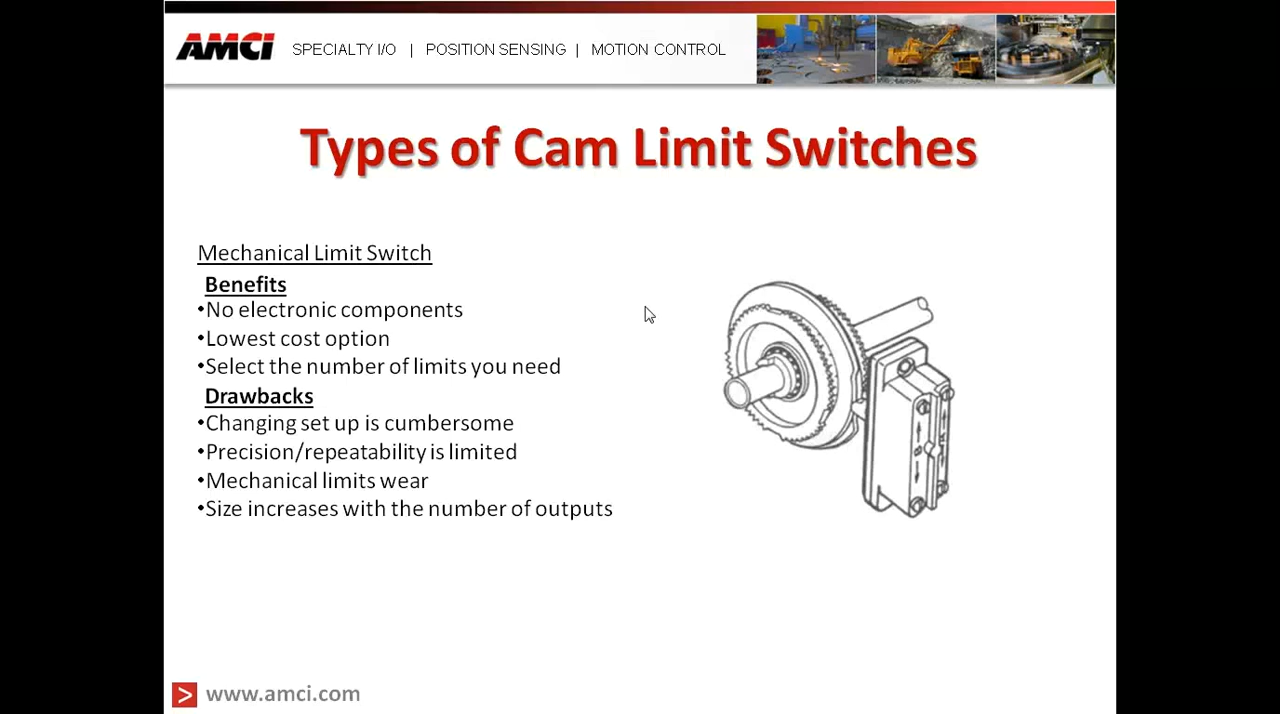 AMCI SPECIALTY I/O | POSITION SENSING | MOTION CONTROL
Types of Cam Limit Switches
Mechanical Limit Switch
Benefits
•No electronic components
•Lowest cost option
•Select the number of limits you need
Drawbacks
•Changing set up is cumbersome
•Precision/repeatability is limited
•Mechanical limits wear
•Size increases with the number of outputs
> www.amci.com